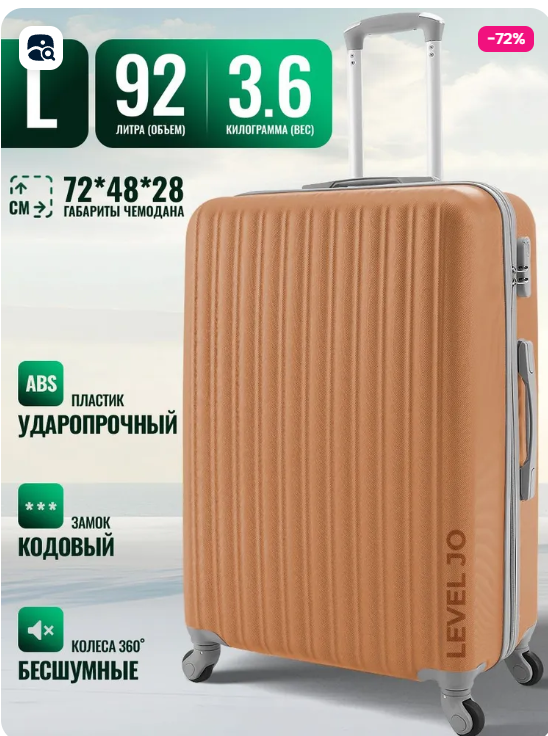 -72%
L
92
ЛИТРА (ОБЪЕМ)
3.6
КИЛОГРАММА (ВЕС)
СМ
72*48*28
ГАБАРИТЫ ЧЕМОДАНА
ABS
ПЛАСТИК
УДАРОПРОЧНЫЙ
***
ЗАМОК
КОДОВЫЙ
КОЛЕСА 360°
БЕСШУМНЫЕ
LEVEL JO